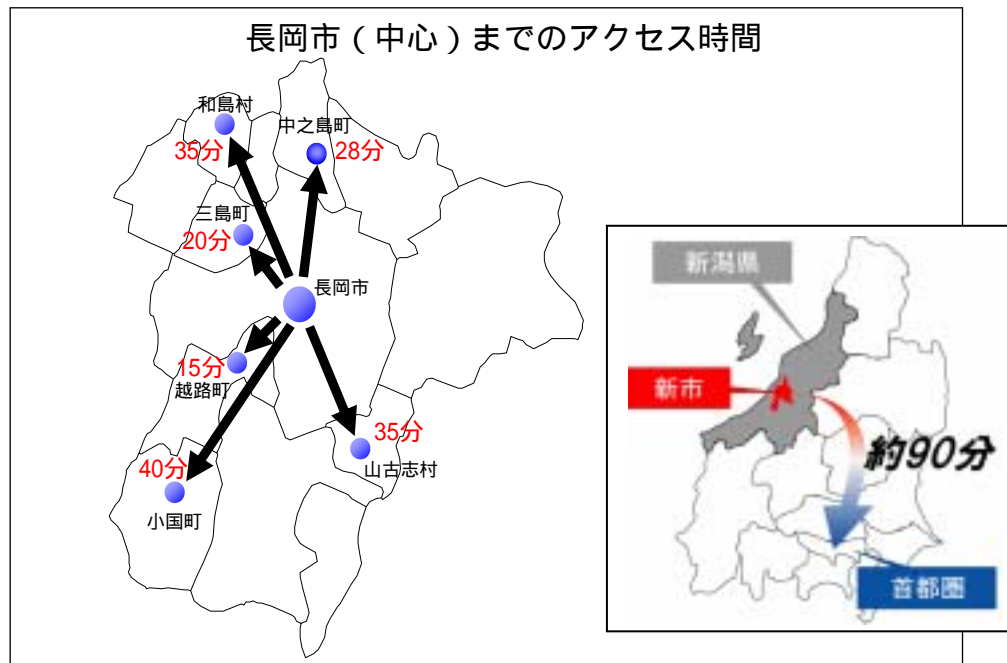 長岡市（中心）までのアクセス時間
和島村
35分
中之島町
28分
三島町
20分
長岡市
15分
越路町
35分
山古志村
40分
小国町
新潟県
新市
約90分
首都圏